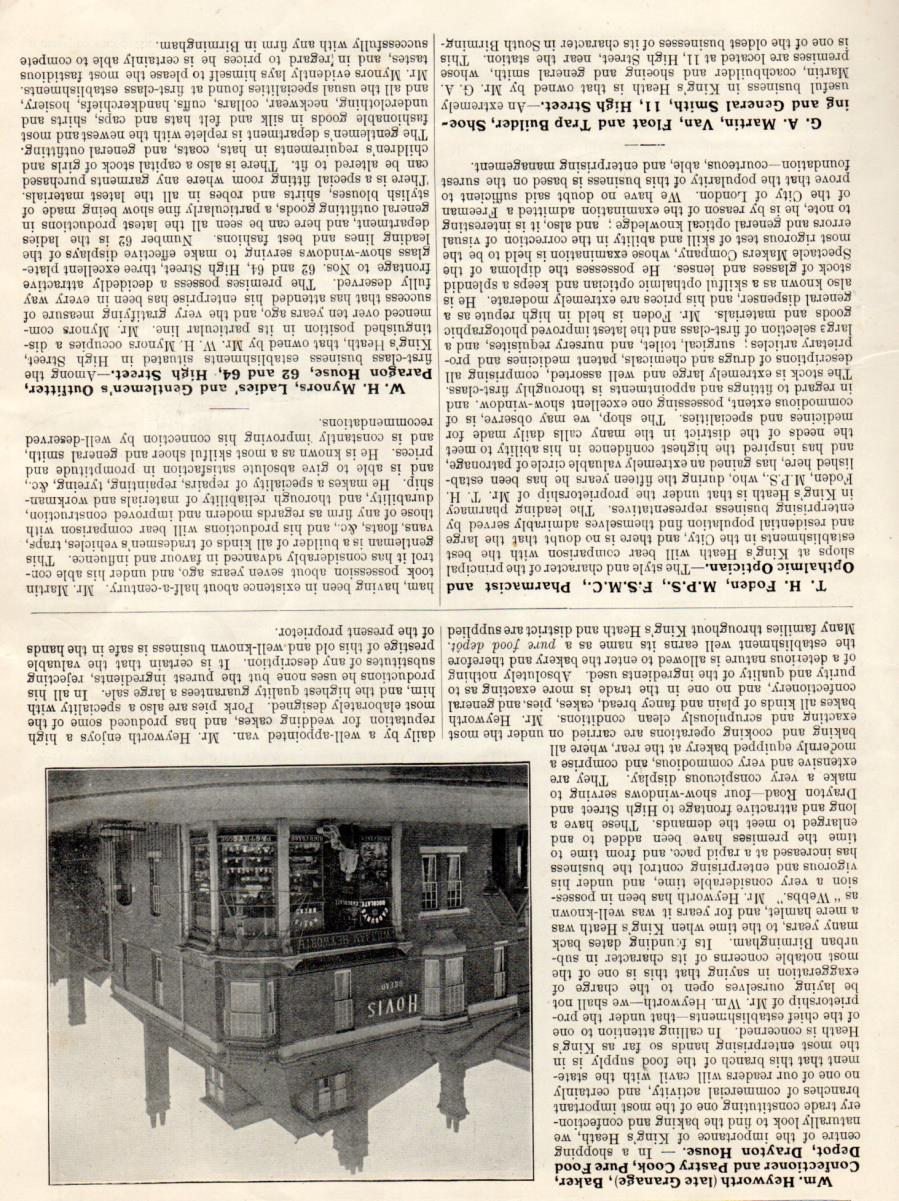 Wm. Heyworth (late Granage), Baker,
Confectioner and Pastry Cook, Pure Food
Depot, Drayton House. — In a shopping
centre of the importance of King's Heath, we
naturally look to find the baking and confection-
ery trade constituting one of the most important
branches of commercial activity, and certainly
no one of our readers will cavil with the state-
ment that this branch of the food supply is in
the most enterprising hands so far as King's
Heath is concerned. In calling attention to one
of the chief establishments—that under the pro-
prietorship of Mr. Wm. Heyworth—we shall not
be laying ourselves open to the charge of
exaggeration in saying that this is one of the
most notable concerns of its character in sub-
urban Birmingham. Its funding dates back
many years, to the time when King's Heath was
a mere hamlet, and for years it was well-known
as "Webbs." Mr. Heyworth has been in posses-
sion a very considerable time, and under his
vigorous and enterprising control the business
has increased at a rapid pace, and from time to
time the premises have been added to and
enlarged to meet the demands. These have a
long and attractive frontage to High Street and
Drayton Road—four show-windows serving to
make a very conspicuous display. They are
extensive and very commodious, and comprise a
modernly equipped bakery at the rear, where all
baking and cooking operations are carried on under the most
exacting and scrupulously clean conditions. Mr. Heyworth
bakes all kinds of plain and fancy bread, cakes, pies, and general
confectionery, and no one in the trade is more exacting as to
purity and quality of the ingredients used. Absolutely nothing
of a deterious nature is allowed to enter the bakery and therefore
the establishment well earns its name as a pure food depôt.
Many families throughout King's Heath and district are supplied
HOVIS
BREAD
WILLIAM HEYWORTH
CADBURY'S
CHOCOLATE
HOVIS
BREAD
daily by a well-appointed van. Mr. Heyworth enjoys a high
reputation for wedding cakes, and has produced some of the
most elaborately designed. Pork pies are also a speciality with
him, and the highest quality guarantees a large sale. In all his
productions he uses none but the purest ingredients, rejecting
substitutes of any description. It is certain that the valuable
prestige of this old and well-known business is safe in the hands
of the present proprietor.
T. H. Foden, M.P.S., F.S.M.C., Pharmacist and
Opthalmic Optician.—The style and character of the principal
shops at King's Heath will bear comparison with the best
establishments in the City, and there is no doubt that the large
and residential population find themselves admirably served by
enterprising business representatives. The leading pharmacy
in King's Heath is that under the proprietorship of Mr. T. H.
Foden, M.P.S., who, during the fifteen years he has been estab-
lished here, has gained an extremely valuable circle of patronage,
and has inspired the highest confidence in his ability to meet
the needs of the district in the many calls daily made for
medicines and specialities. The shop, we may observe, is of
commodious extent, possessing one excellent show-window, and
in regard to fittings and appointments is thoroughly first-class.
The stock is extremely large and well assorted, comprising all
descriptions of drugs and chemicals, patent medicines and pro-
prietary articles; surgical, toilet, and nursery requisites, and a
large selection of first-class and the latest improved photographic
goods and materials. Mr. Foden is held in high repute as a
general dispenser, and his prices are extremely moderate. He is
also known as a skilful opthalmic optician and keeps a splendid
stock of glasses and lenses. He possesses the diploma of the
Spectacle Makers Company, whose examination is held to be the
most rigorous test of skill and ability in the correction of visual
errors and general optical knowledge; and also, it is interesting
to note, he is by reason of the examination admitted a Freeman
of the City of London. We have no doubt said sufficient to
prove that the popularity of this business is based on the surest
foundation—courteous, able, and enterprising management.
G. A. Martin, Van, Float and Trap Builder, Shoe-
ing and General Smith, 11, High Street.—An extremely
useful business in King's Heath is that owned by Mr. G. A.
Martin, coachbuilder and shoeing and general smith, whose
premises are located at 11, High Street, near the station. This
is one of the oldest businesses of its character in South Birming-
ham, having been in existence about half-a-century. Mr. Martin
took possession about seven years ago, and under his able con-
trol it has considerably advanced in favour and influence. This
gentleman is a builder of all kinds of tradesmen's vehicles, traps,
vans, floats, &c., and his productions will bear comparison with
those of any firm as regards modern and improved construction,
durability, and thorough reliability of materials and workman-
ship. He makes a speciality of repairs, repainting, tyreing, &c.,
and is able to give absolute satisfaction in promptitude and
prices. He is known as a most skilful shoer and general smith,
and is constantly improving his connection by well-deserved
recommendations.
W. H. Mynors, Ladies' and Gentlemen's Outfitter,
Paragon House, 62 and 64, High Street.—Among the
first-class business establishments situated in High Street,
King's Heath, that owned by Mr. W. H. Mynors occupies a dis-
tinguished position in its particular line. Mr. Mynors com-
menced over ten years ago, and the very gratifying measure of
success that has attended his enterprise has been in every way
fully deserved. The premises possess a decidedly attractive
frontage to Nos. 62 and 64, High Street, three excellent plate-
glass show-windows serving to make effective displays of the
leading lines and best fashions. Number 62 is the ladies
department, and here can be seen all the latest productions in
general outfitting goods, a particularly fine show being made of
stylish blouses, shirts and robes in all the latest materials.
There is a special fitting room where any garments purchased
can be altered to fit. There is also a capital stock of girls and
children's requirements in hats, coats, and general outfitting.
The gentlemen's department is replete with the newest and most
fashionable goods in silk and felt hats and caps, shirts and
underclothing, neckwear, collars, cuffs, handkerchiefs, hosiery,
and all the usual specialities found at first-class establishments.
Mr. Mynors evidently lays himself to please the most fastidious
tastes, and in regard to prices he is certainly able to compete
successfully with any firm in Birmingham.